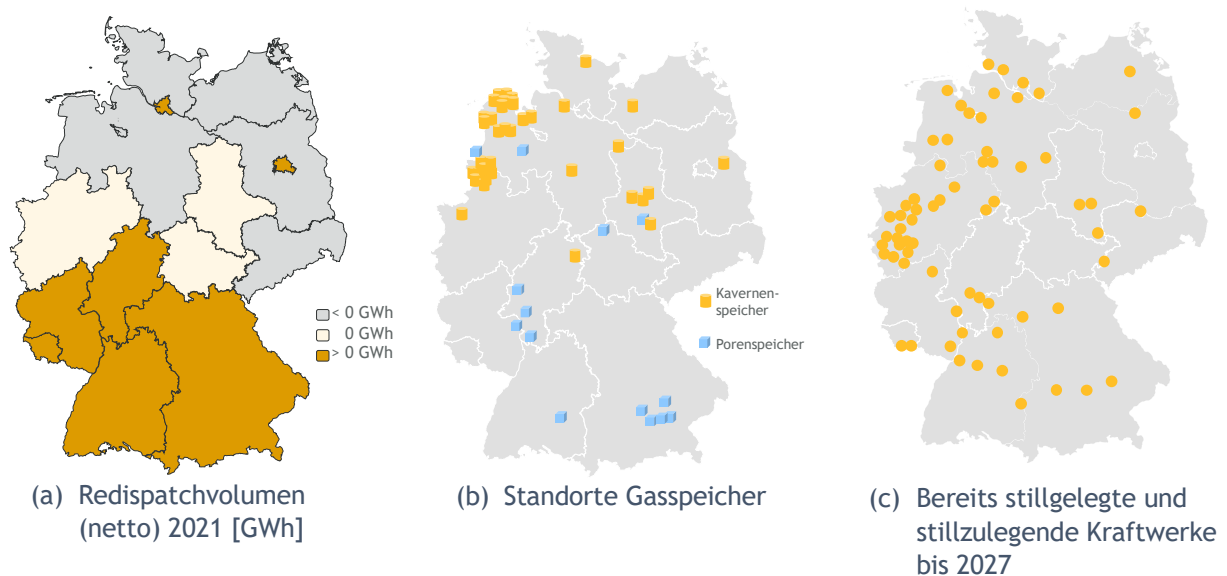 < 0 GWh
0 GWh
> 0 GWh
Kavernen-
speicher
Porenspeicher
(a) Redispatchvolumen
(netto) 2021 [GWh]
(b) Standorte Gasspeicher
(c) Bereits stillgelegte und
stillzulegende Kraftwerke
bis 2027